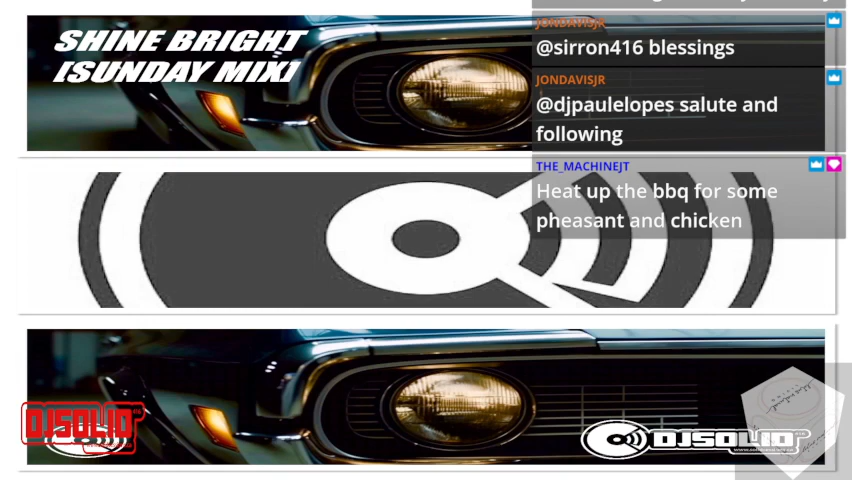 SHINE BRIGHT
[SUNDAY MIX]
JONDAVISJR
@sirron416 blessings
JONDAVISJR
@djpaulelopes salute and
following
THE_MACHINEJT
Heat up the bbq for some
pheasant and chicken
DJSOLID
DJSOLID